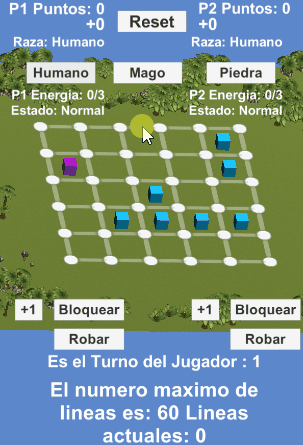 P1 Puntos: 0
+0
Raza: Humano
Reset
P2 Puntos: 0
+0
Raza: Humano
Humano
Mago
Piedra
P1 Energia: 0/3
Estado: Normal
P2 Energia: 0/3
Estado: Normal
+1
Bloquear
+1
Bloquear
Robar
Robar
Es el Turno del Jugador : 1
El numero maximo de
lineas es: 60 Lineas
actuales: 0